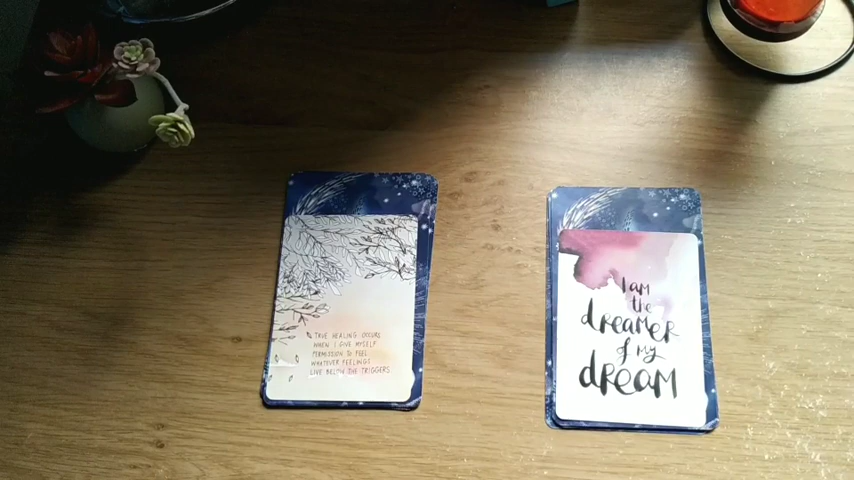 TRUE HEALING OCCURS
WHEN I GIVE MYSELF
PERMISSION TO FEEL
WHATEVER FEELINGS
LIVE BELOW THE TRIGGERS
I am
the
dreamer
of my
dream